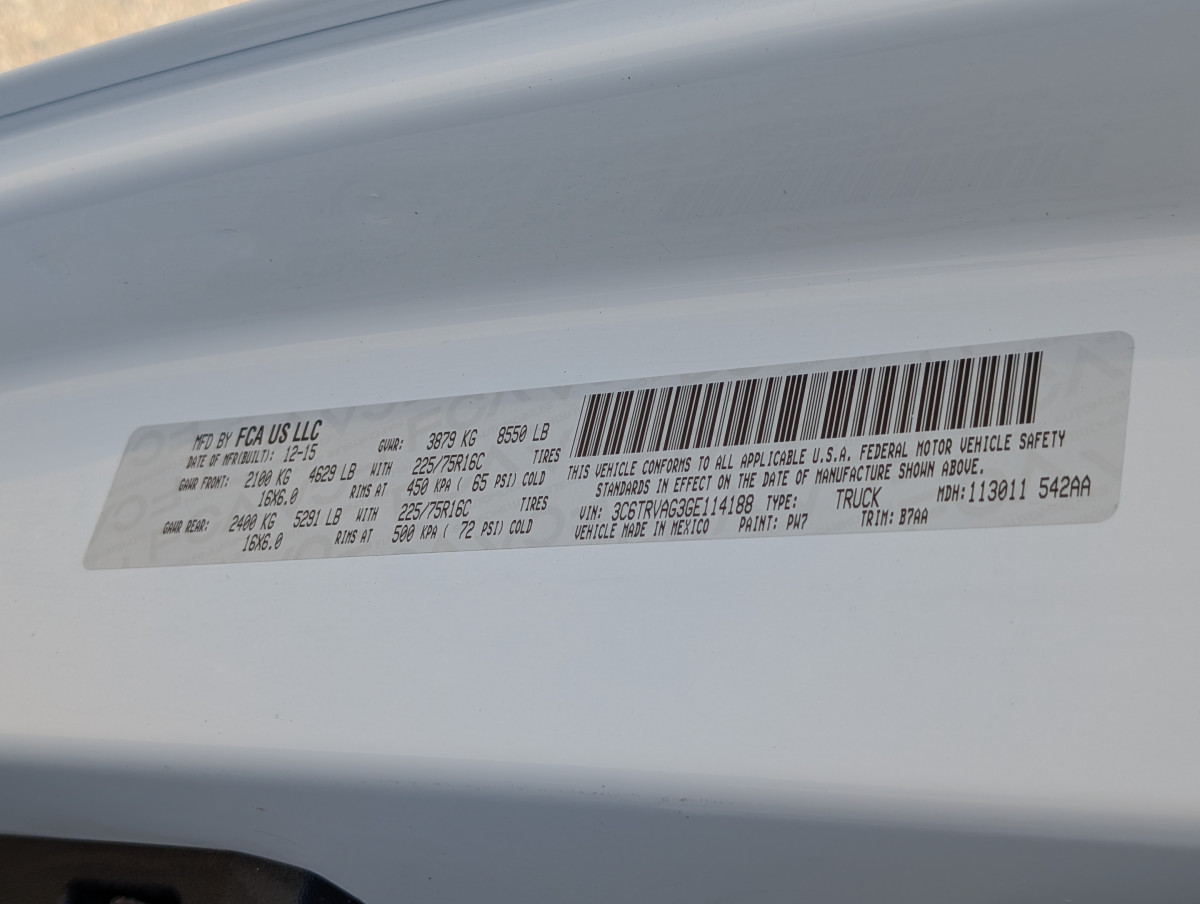 MFD BY FCA US LLC
DATE OF MFR(BUILT): 12-15 GVWR: 3879 KG 8550 LB
GAWR FRONT: 2100 KG 4629 LB WITH 225/75R16C TIRES
16X6.0 RIMS AT 450 KPA ( 65 PSI) COLD
GAWR REAR: 2400 KG 5291 LB WITH 225/75R16C TIRES
16X6.0 RIMS AT 500 KPA ( 72 PSI) COLD
THIS VEHICLE CONFORMS TO ALL APPLICABLE U.S.A. FEDERAL MOTOR VEHICLE SAFETY
STANDARDS IN EFFECT ON THE DATE OF MANUFACTURE SHOWN ABOVE.
VIN: 3C6TRVAG3GE114188 TYPE: TRUCK MDH:113011 542AA
VEHICLE MADE IN MEXICO PAINT: PW7 TRIM: B7AA